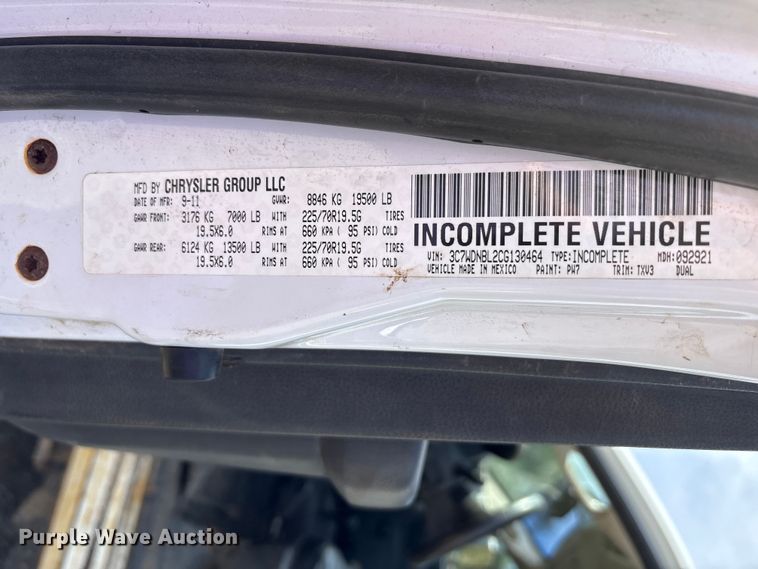 MFD BY CHRYSLER GROUP LLC
DATE OF MFR: 9-11 GVWR: 8846 KG 19500 LB
GAWR FRONT: 3176 KG 7000 LB WITH 225/70R19.5G TIRES
19.5X6.0 RIMS AT 660 KPA ( 95 PSI) COLD
GAWR REAR: 6124 KG 13500 LB WITH 225/70R19.5G TIRES
19.5X6.0 RIMS AT 660 KPA ( 95 PSI) COLD
INCOMPLETE VEHICLE
VIN: 3C7WDNBL2CG130464 TYPE:INCOMPLETE MDH:092921
VEHICLE MADE IN MEXICO PAINT: PW7 TRIM: TXV3 DUAL
Purple Wave Auction